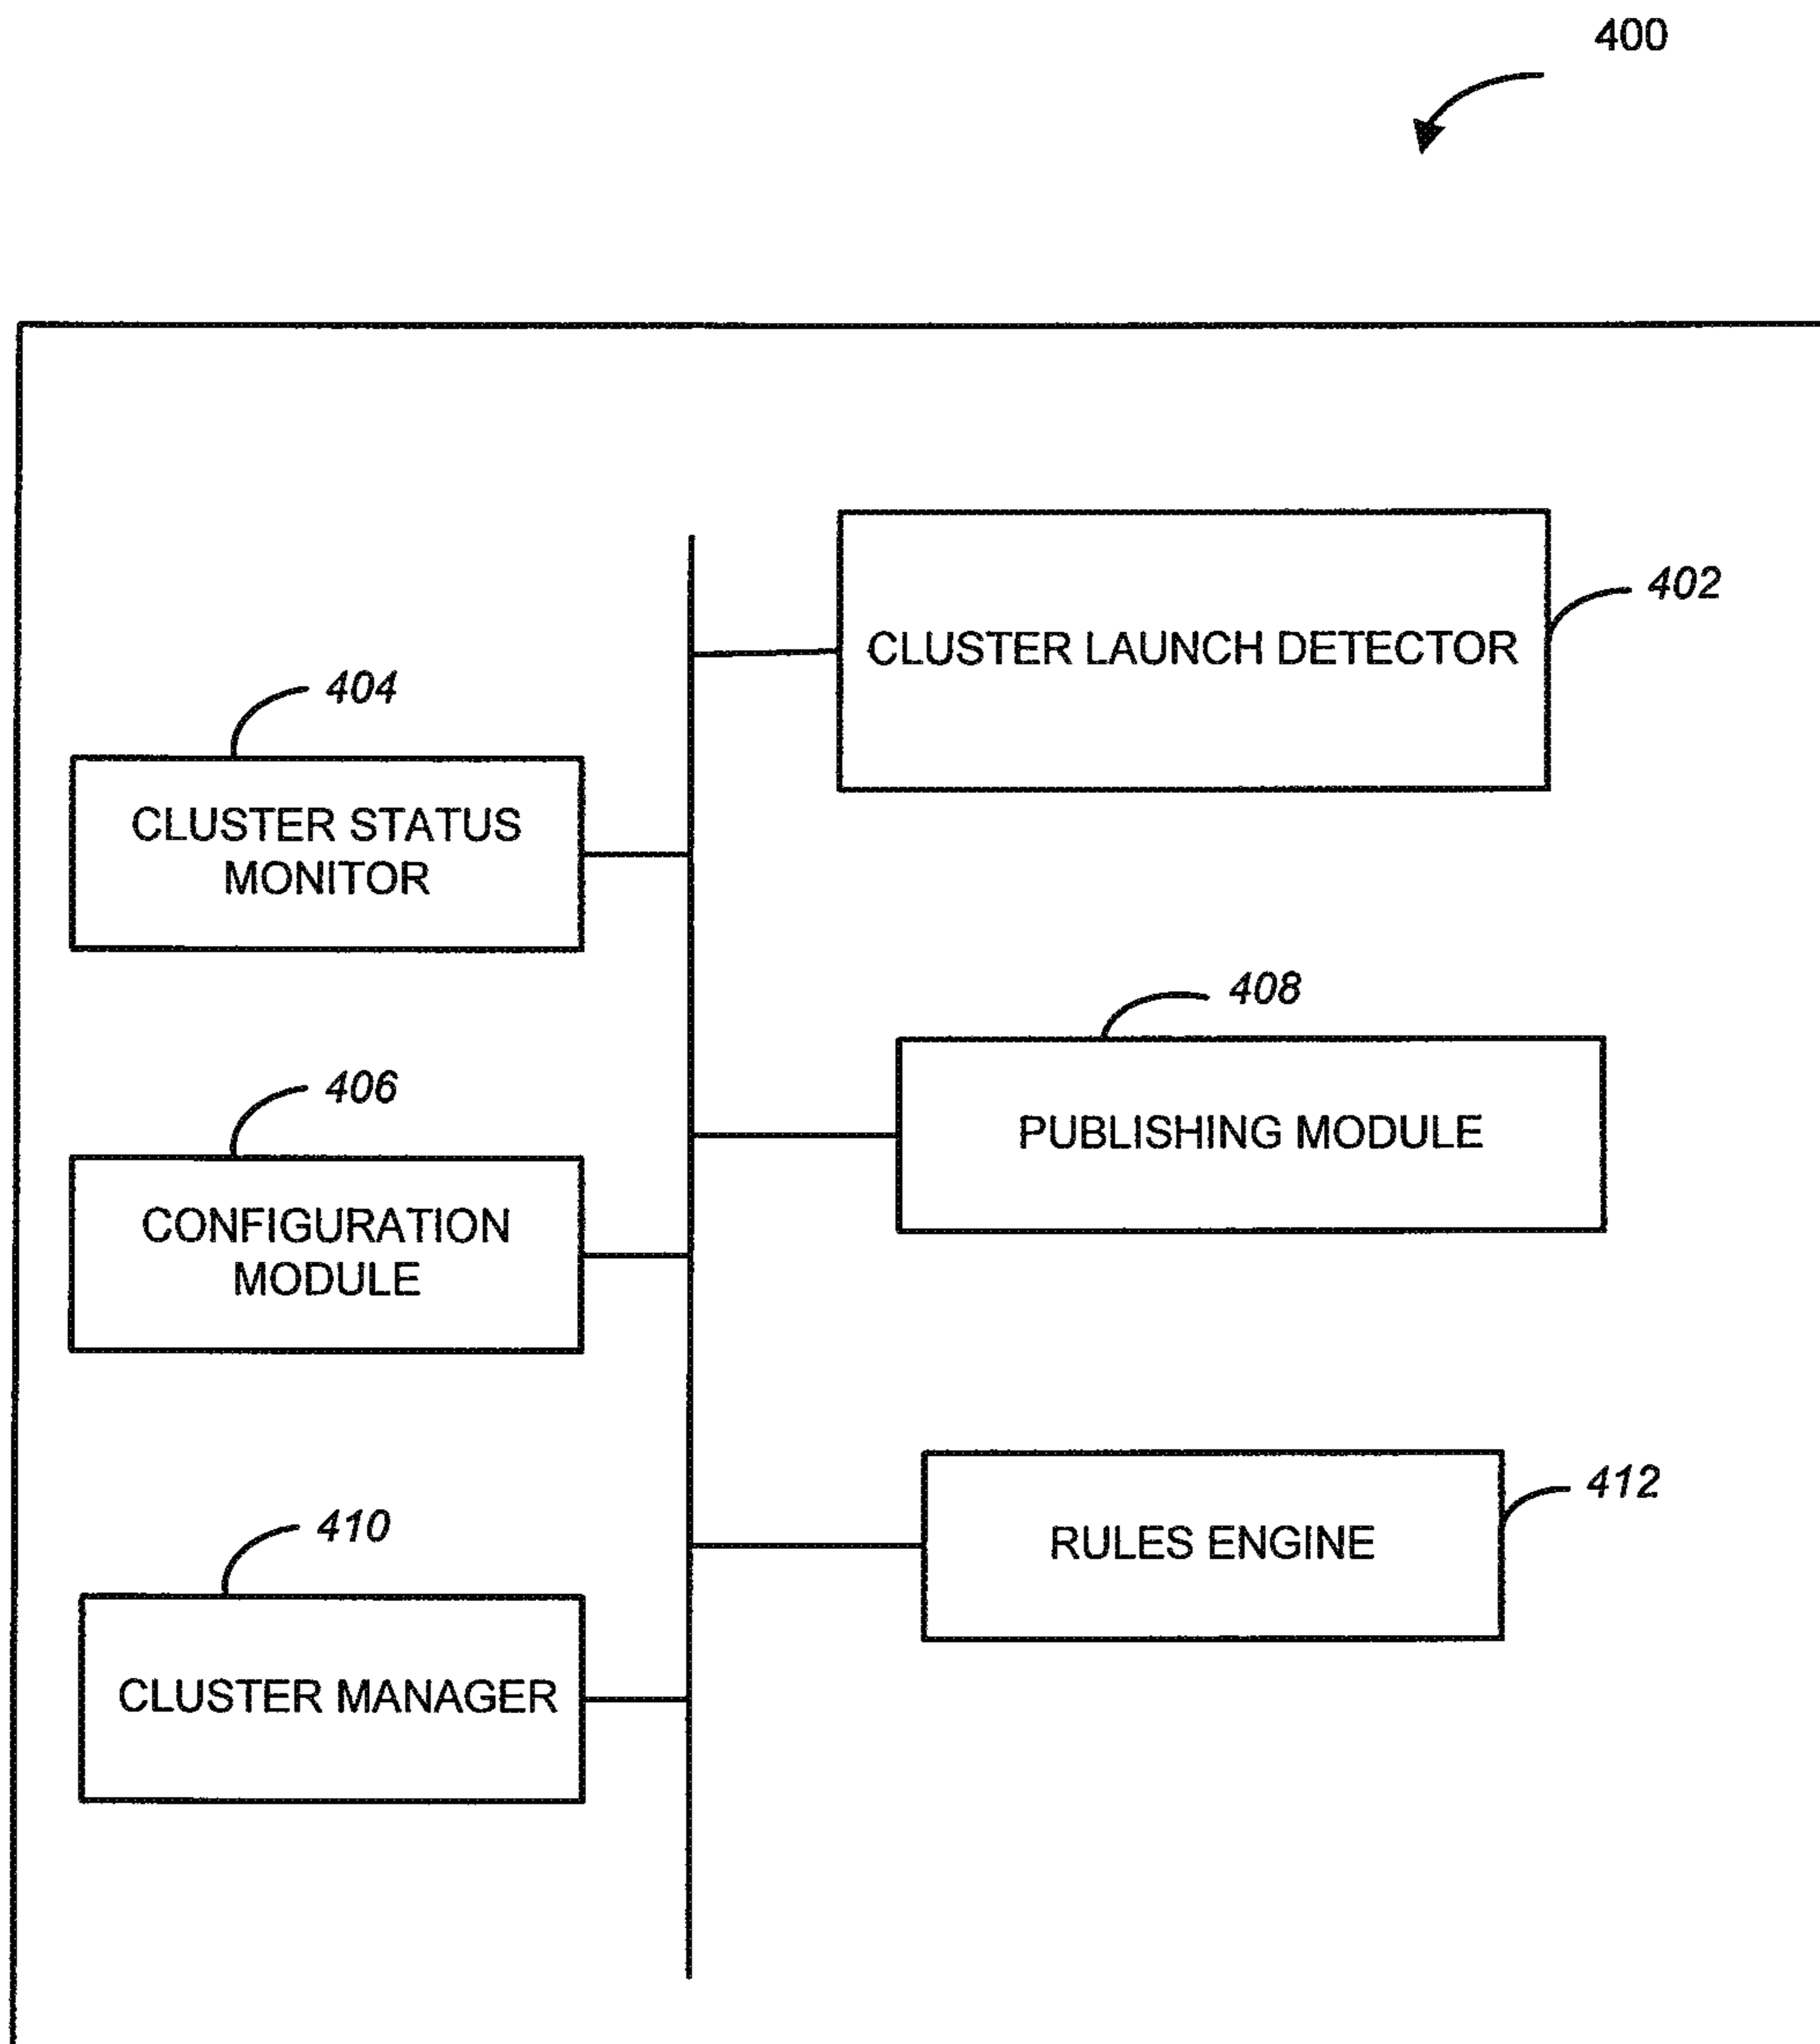 400
402
CLUSTER LAUNCH DETECTOR
404
CLUSTER STATUS
MONITOR
408
PUBLISHING MODULE
406
CONFIGURATION
MODULE
412
RULES ENGINE
410
CLUSTER MANAGER